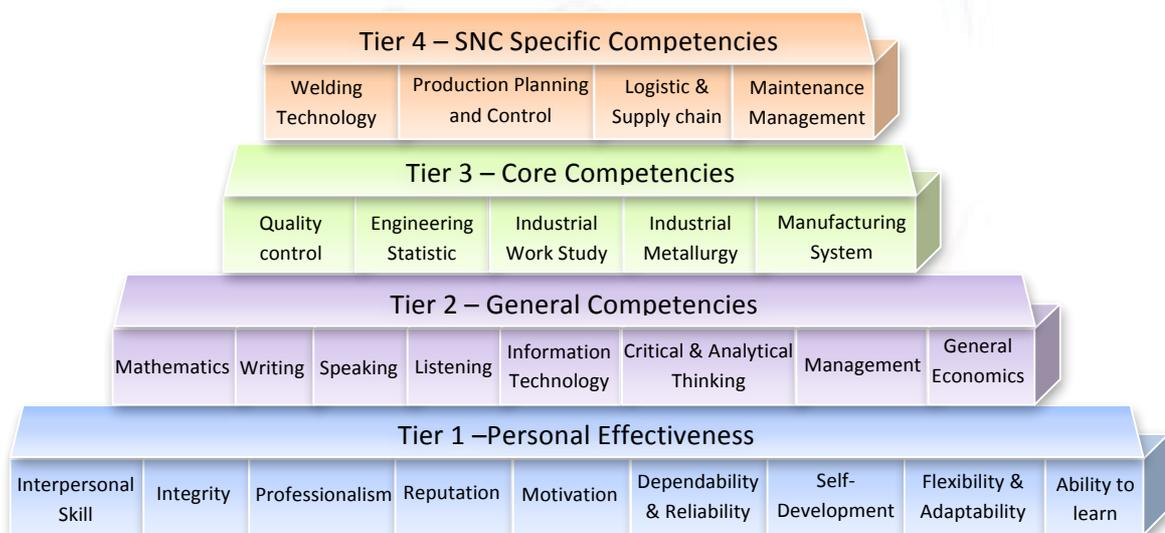 Tier 4 – SNC Specific Competencies
Welding
Technology
Production Planning
and Control
Logistic &
Supply chain
Maintenance
Management
Tier 3 – Core Competencies
Quality
control
Engineering
Statistic
Industrial
Work Study
Industrial
Metallurgy
Manufacturing
System
Tier 2 – General Competencies
Mathematics
Writing
Speaking
Listening
Information
Technology
Critical & Analytical
Thinking
Management
General
Economics
Tier 1 –Personal Effectiveness
Interpersonal
Skill
Integrity
Professionalism
Reputation
Motivation
Dependability
& Reliability
Self-
Development
Flexibility &
Adaptability
Ability to
learn